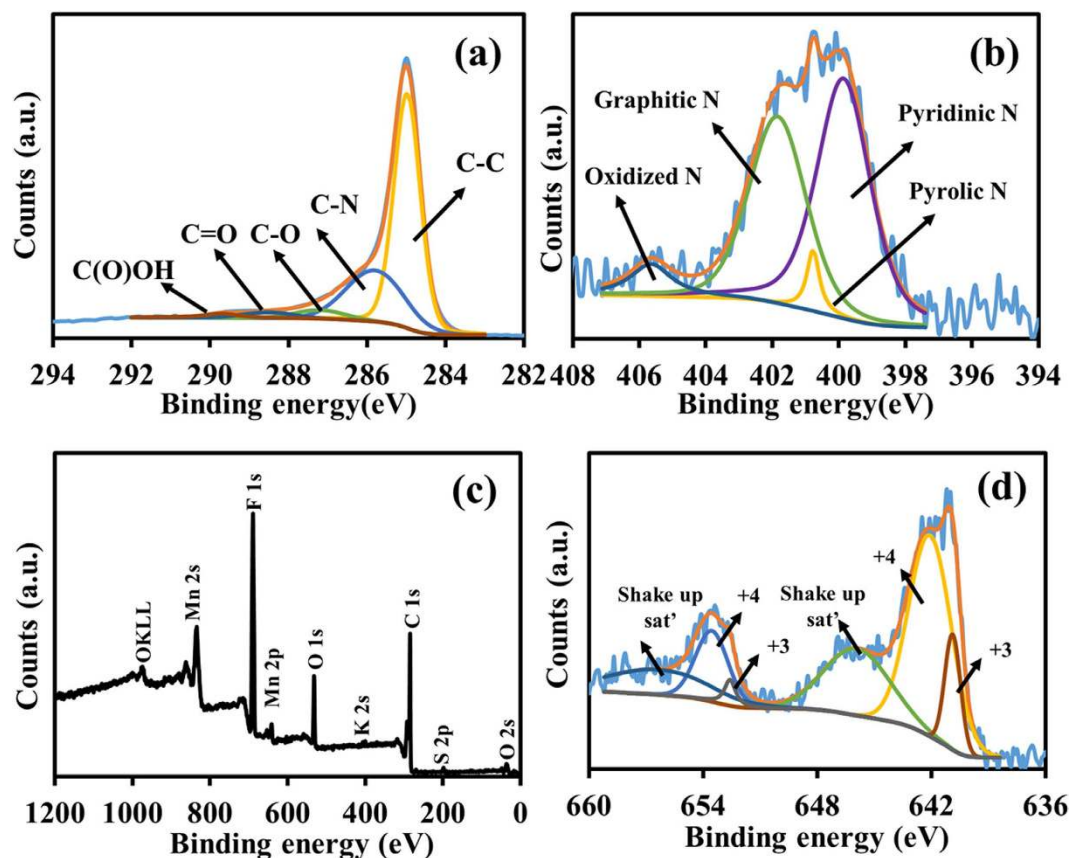 (a)
Counts (a.u.)
C-C
C-N
C=O
C-O
C(O)OH
294
292
290
288
286
284
282
Binding energy(eV)
(b)
Counts (a.u.)
Graphitic N
Pyridinic N
Oxidized N
Pyrolic N
408
406
404
402
400
398
396
394
Binding energy(eV)
(c)
Counts (a.u.)
OKLL
Mn 2s
F 1s
Mn 2p
O 1s
K 2s
C 1s
S 2p
O 2s
1200
1000
800
600
400
200
0
Binding energy (eV)
(d)
Counts (a.u.)
Shake up
sat’
+4
+3
Shake up
sat’
+4
+3
660
654
648
642
636
Binding energy (eV)